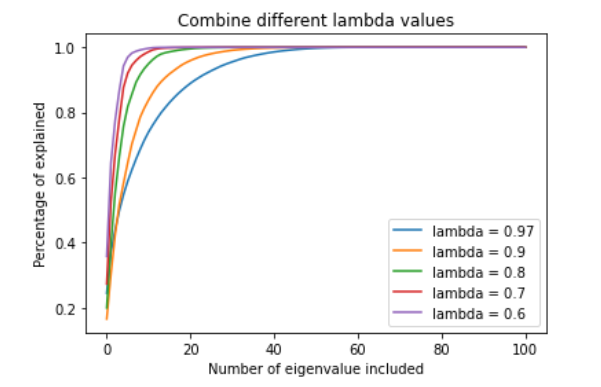 Combine different lambda values
1.0
0.8
0.6
0.4
0.2
Percentage of explained
0 20 40 60 80 100
Number of eigenvalue included
lambda = 0.97
lambda = 0.9
lambda = 0.8
lambda = 0.7
lambda = 0.6